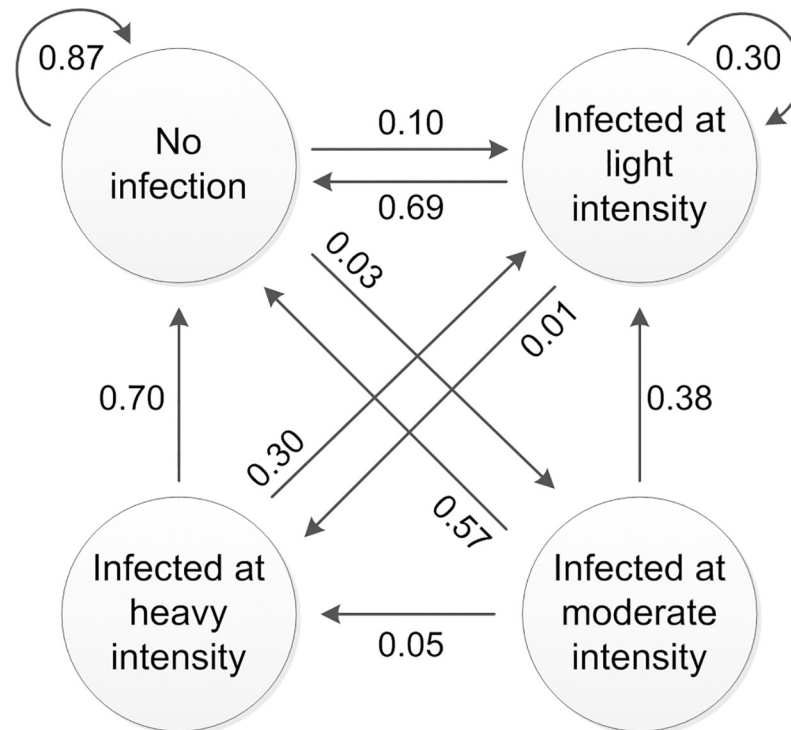 0.87
0.30
No
infection
0.10
0.69
Infected at
light
intensity
0.03
0.01
0.70
0.38
0.30
0.57
Infected at
heavy
intensity
0.05
Infected at
moderate
intensity